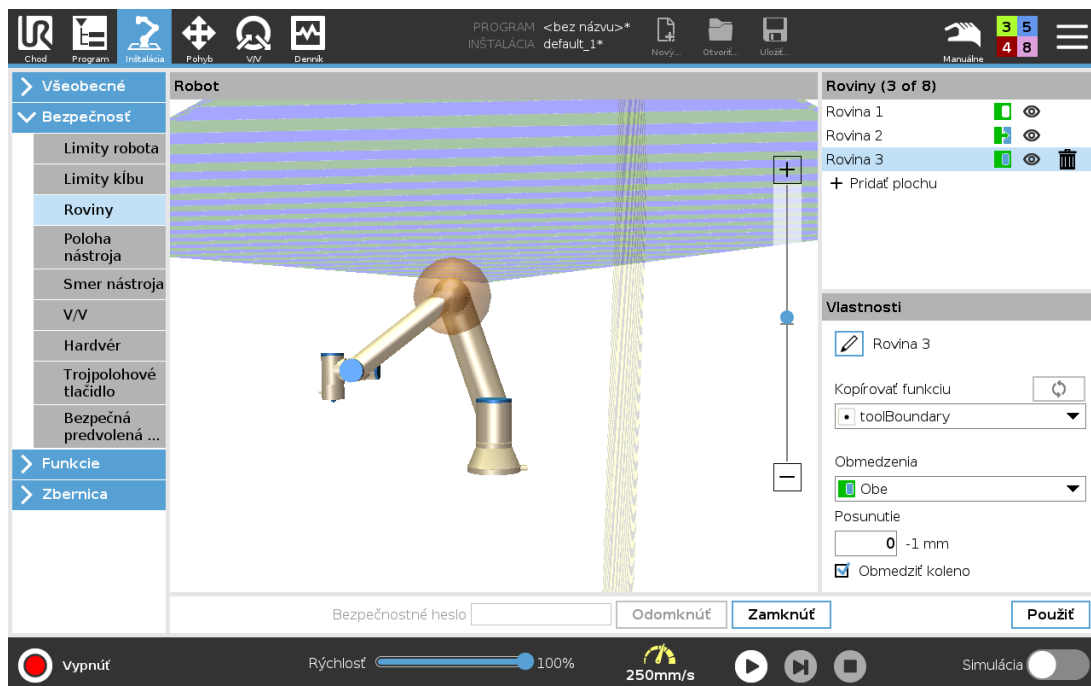 Chod
Program
Inštalácia
Pohyb
V/V
Denník
PROGRAM <bez názvu>*
INŠTALÁCIA default_1*
Nový...
Otvoriť...
Uložiť...
Manuálne
3 5
4 8
Všeobecné
Bezpečnosť
Limity robota
Limity kĺbu
Roviny
Poloha
nástroja
Smer nástroja
V/V
Hardvér
Trojpolohové
tlačidlo
Bezpečná
predvolená ...
Funkcie
Zbernica
Robot
Roviny (3 of 8)
Rovina 1
Rovina 2
Rovina 3
Pridať plochu
Vlastnosti
Rovina 3
Kopírovať funkciu
toolBoundary
Obmedzenia
Obe
Posunutie
0 -1 mm
Obmedziť koleno
Bezpečnostné heslo
Odomknúť
Zamknúť
Použiť
Vypnúť
Rýchlosť
100%
250mm/s
Simulácia